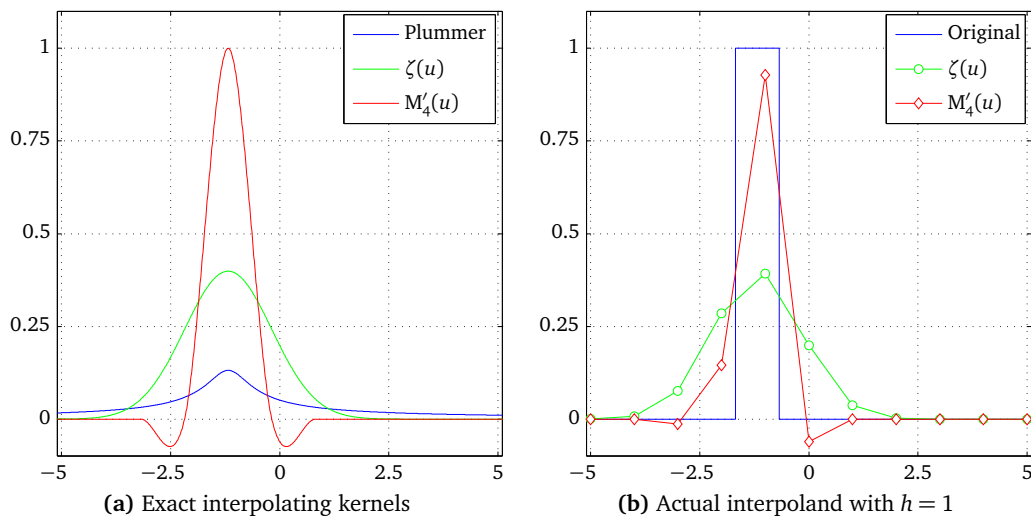 Plummer
ζ(u)
M′₄(u)
1
0.75
0.5
0.25
0
−5
−2.5
0
2.5
5
(a) Exact interpolating kernels
Original
ζ(u)
M′₄(u)
1
0.75
0.5
0.25
0
−5
−2.5
0
2.5
5
(b) Actual interpoland with h = 1